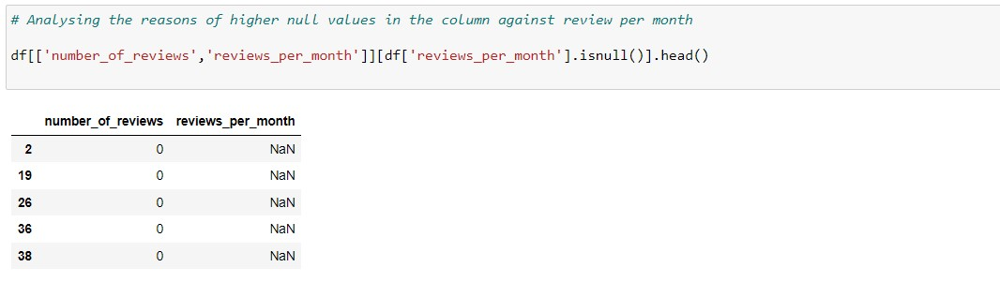 # Analysing the reasons of higher null values in the column against review per month
df[['number_of_reviews','reviews_per_month']][df['reviews_per_month'].isnull()].head()
number_of_reviews reviews_per_month
2 0 NaN
19 0 NaN
26 0 NaN
36 0 NaN
38 0 NaN